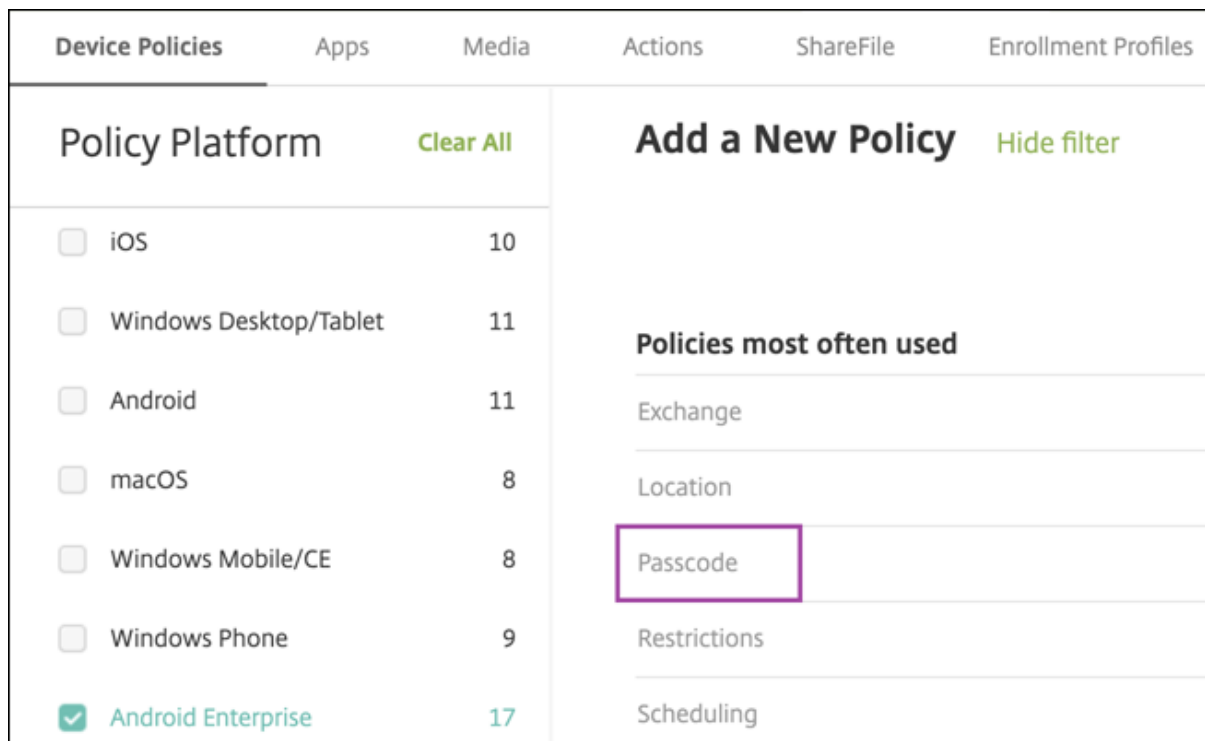 Device Policies Apps Media Actions ShareFile Enrollment Profiles
Policy Platform Clear All
iOS 10
Windows Desktop/Tablet 11
Android 11
macOS 8
Windows Mobile/CE 8
Windows Phone 9
Android Enterprise 17
Add a New Policy Hide filter
Policies most often used
Exchange
Location
Passcode
Restrictions
Scheduling